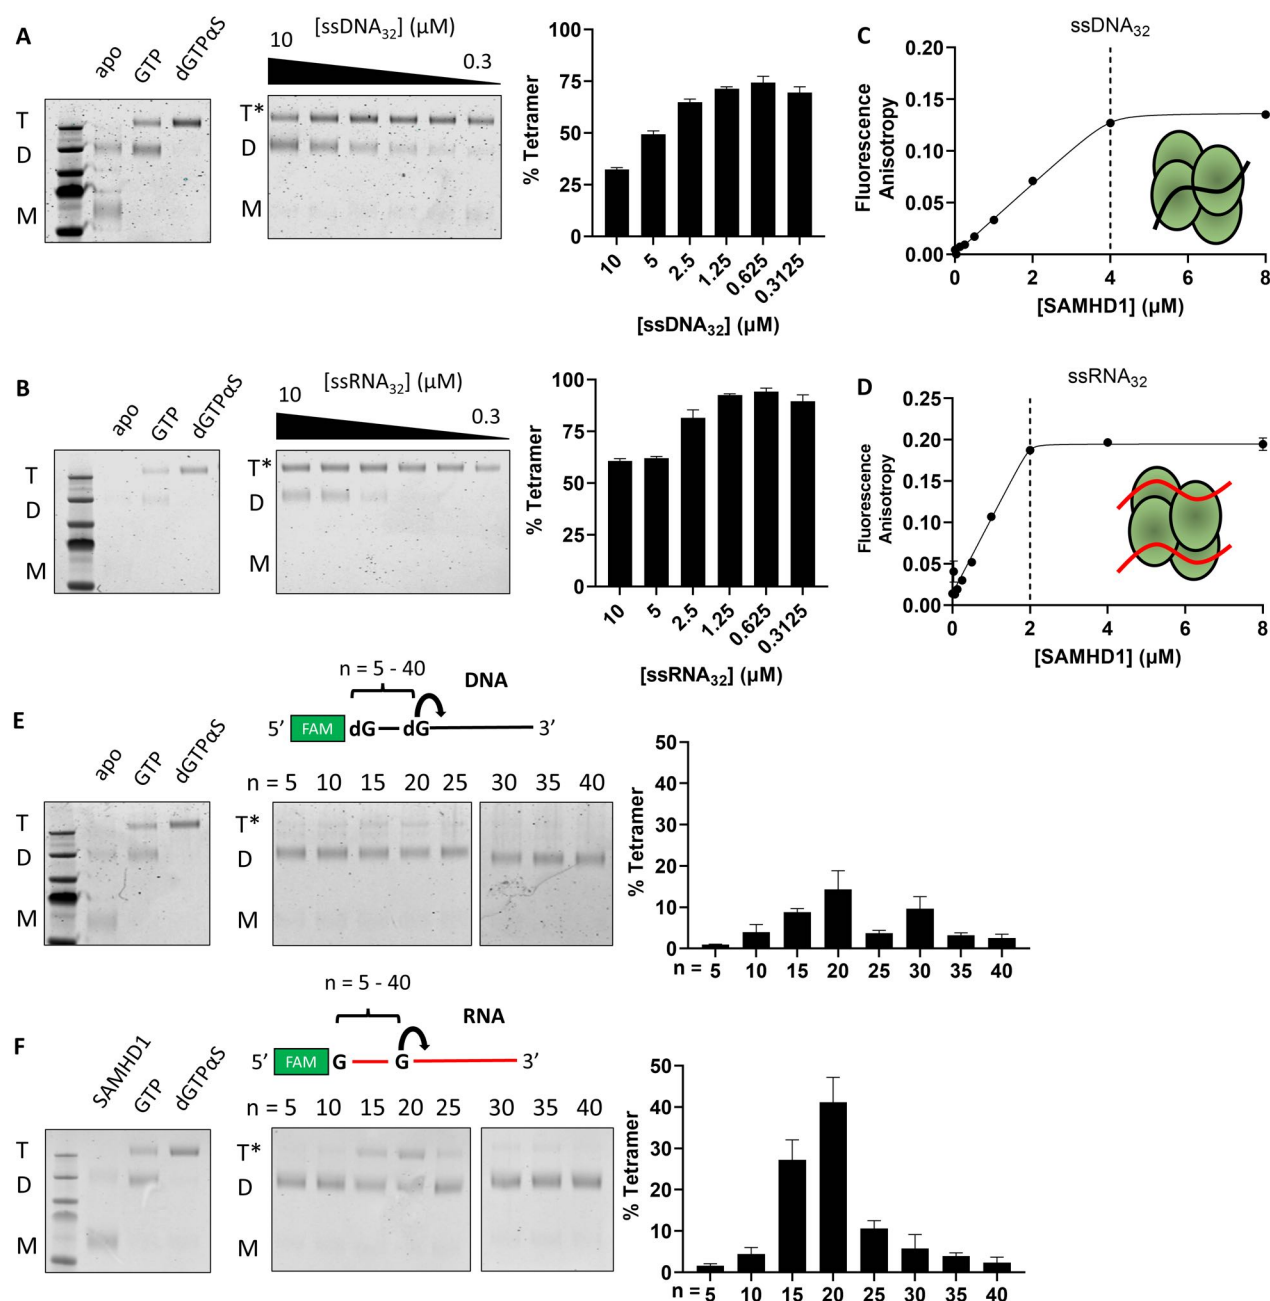 A
apo
GTP
dGTPαS
[ssDNA32] (μM)
10
0.3
T
D
M
T*
D
M
% Tetramer
100
75
50
25
0
10
5
2.5
1.25
0.625
0.3125
[ssDNA32] (μM)
C
ssDNA32
Fluorescence
Anisotropy
0.20
0.15
0.10
0.05
0.00
0
2
4
6
8
[SAMHD1] (μM)
B
apo
GTP
dGTPαS
[ssRNA32] (μM)
10
0.3
T
D
M
T*
D
M
% Tetramer
100
75
50
25
0
10
5
2.5
1.25
0.625
0.3125
[ssRNA32] (μM)
D
ssRNA32
Fluorescence
Anisotropy
0.25
0.20
0.15
0.10
0.05
0.00
0
2
4
6
8
[SAMHD1] (μM)
E
apo
GTP
dGTPαS
n = 5 - 40
DNA
5′ FAM dG dG 3′
n = 5 10 15 20 25 30 35 40
T
D
M
T*
D
M
% Tetramer
50
40
30
20
10
0
n = 5 10 15 20 25 30 35 40
F
SAMHD1
GTP
dGTPαS
n = 5 - 40
RNA
5′ FAM G G 3′
n = 5 10 15 20 25 30 35 40
T
D
M
T*
D
M
% Tetramer
50
40
30
20
10
0
n = 5 10 15 20 25 30 35 40